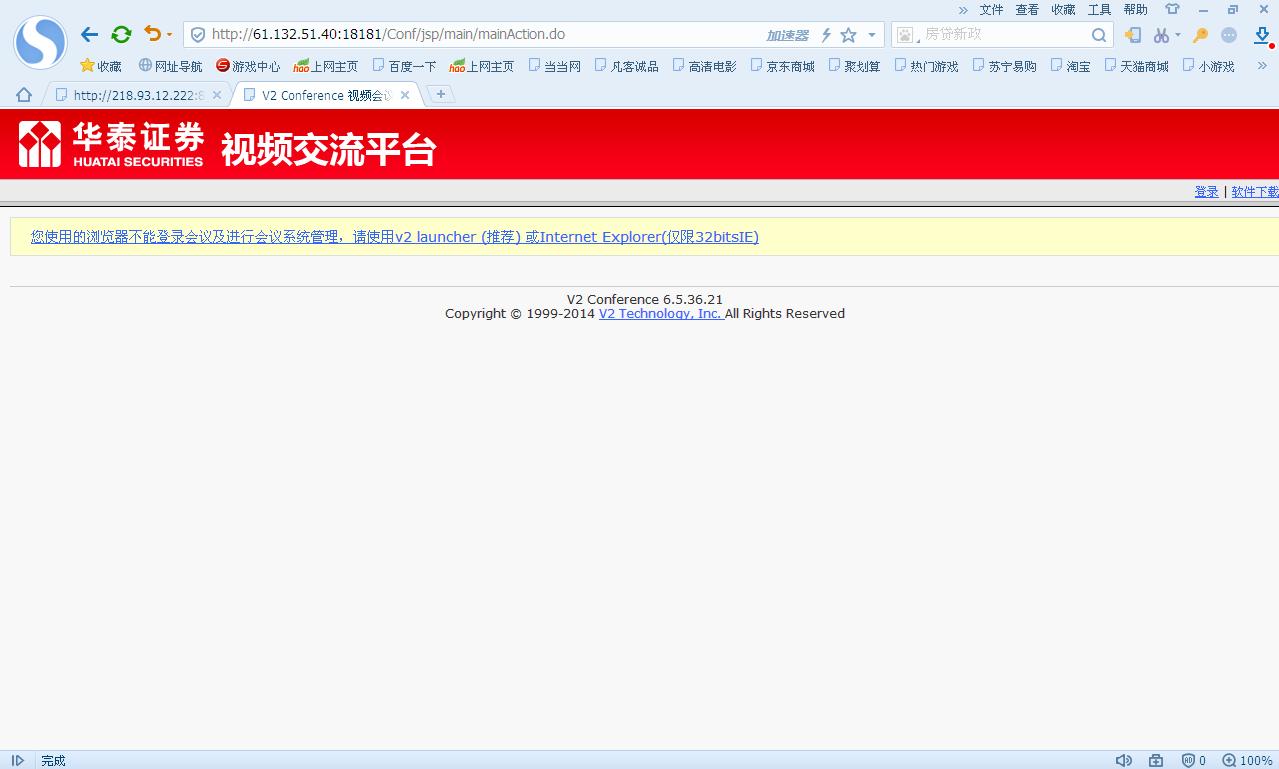 文件 查看 收藏 工具 帮助
http://61.132.51.40:18181/Conf/jsp/main/mainAction.do 加速器 房贷新政
收藏 网址导航 游戏中心 hao 上网主页 百度一下 hao 上网主页 当当网 凡客诚品 高清电影 京东商城 聚划算 热门游戏 苏宁易购 淘宝 天猫商城 小游戏
http://218.93.12.222:8 V2 Conference 视频会议
华泰证券 视频交流平台
HUATAI SECURITIES
登录 | 软件下载
您使用的浏览器不能登录会议及进行会议系统管理，请使用v2 launcher (推荐) 或Internet Explorer(仅限32bitsIE)
V2 Conference 6.5.36.21
Copyright © 1999-2014 V2 Technology, Inc. All Rights Reserved
完成 0 100%